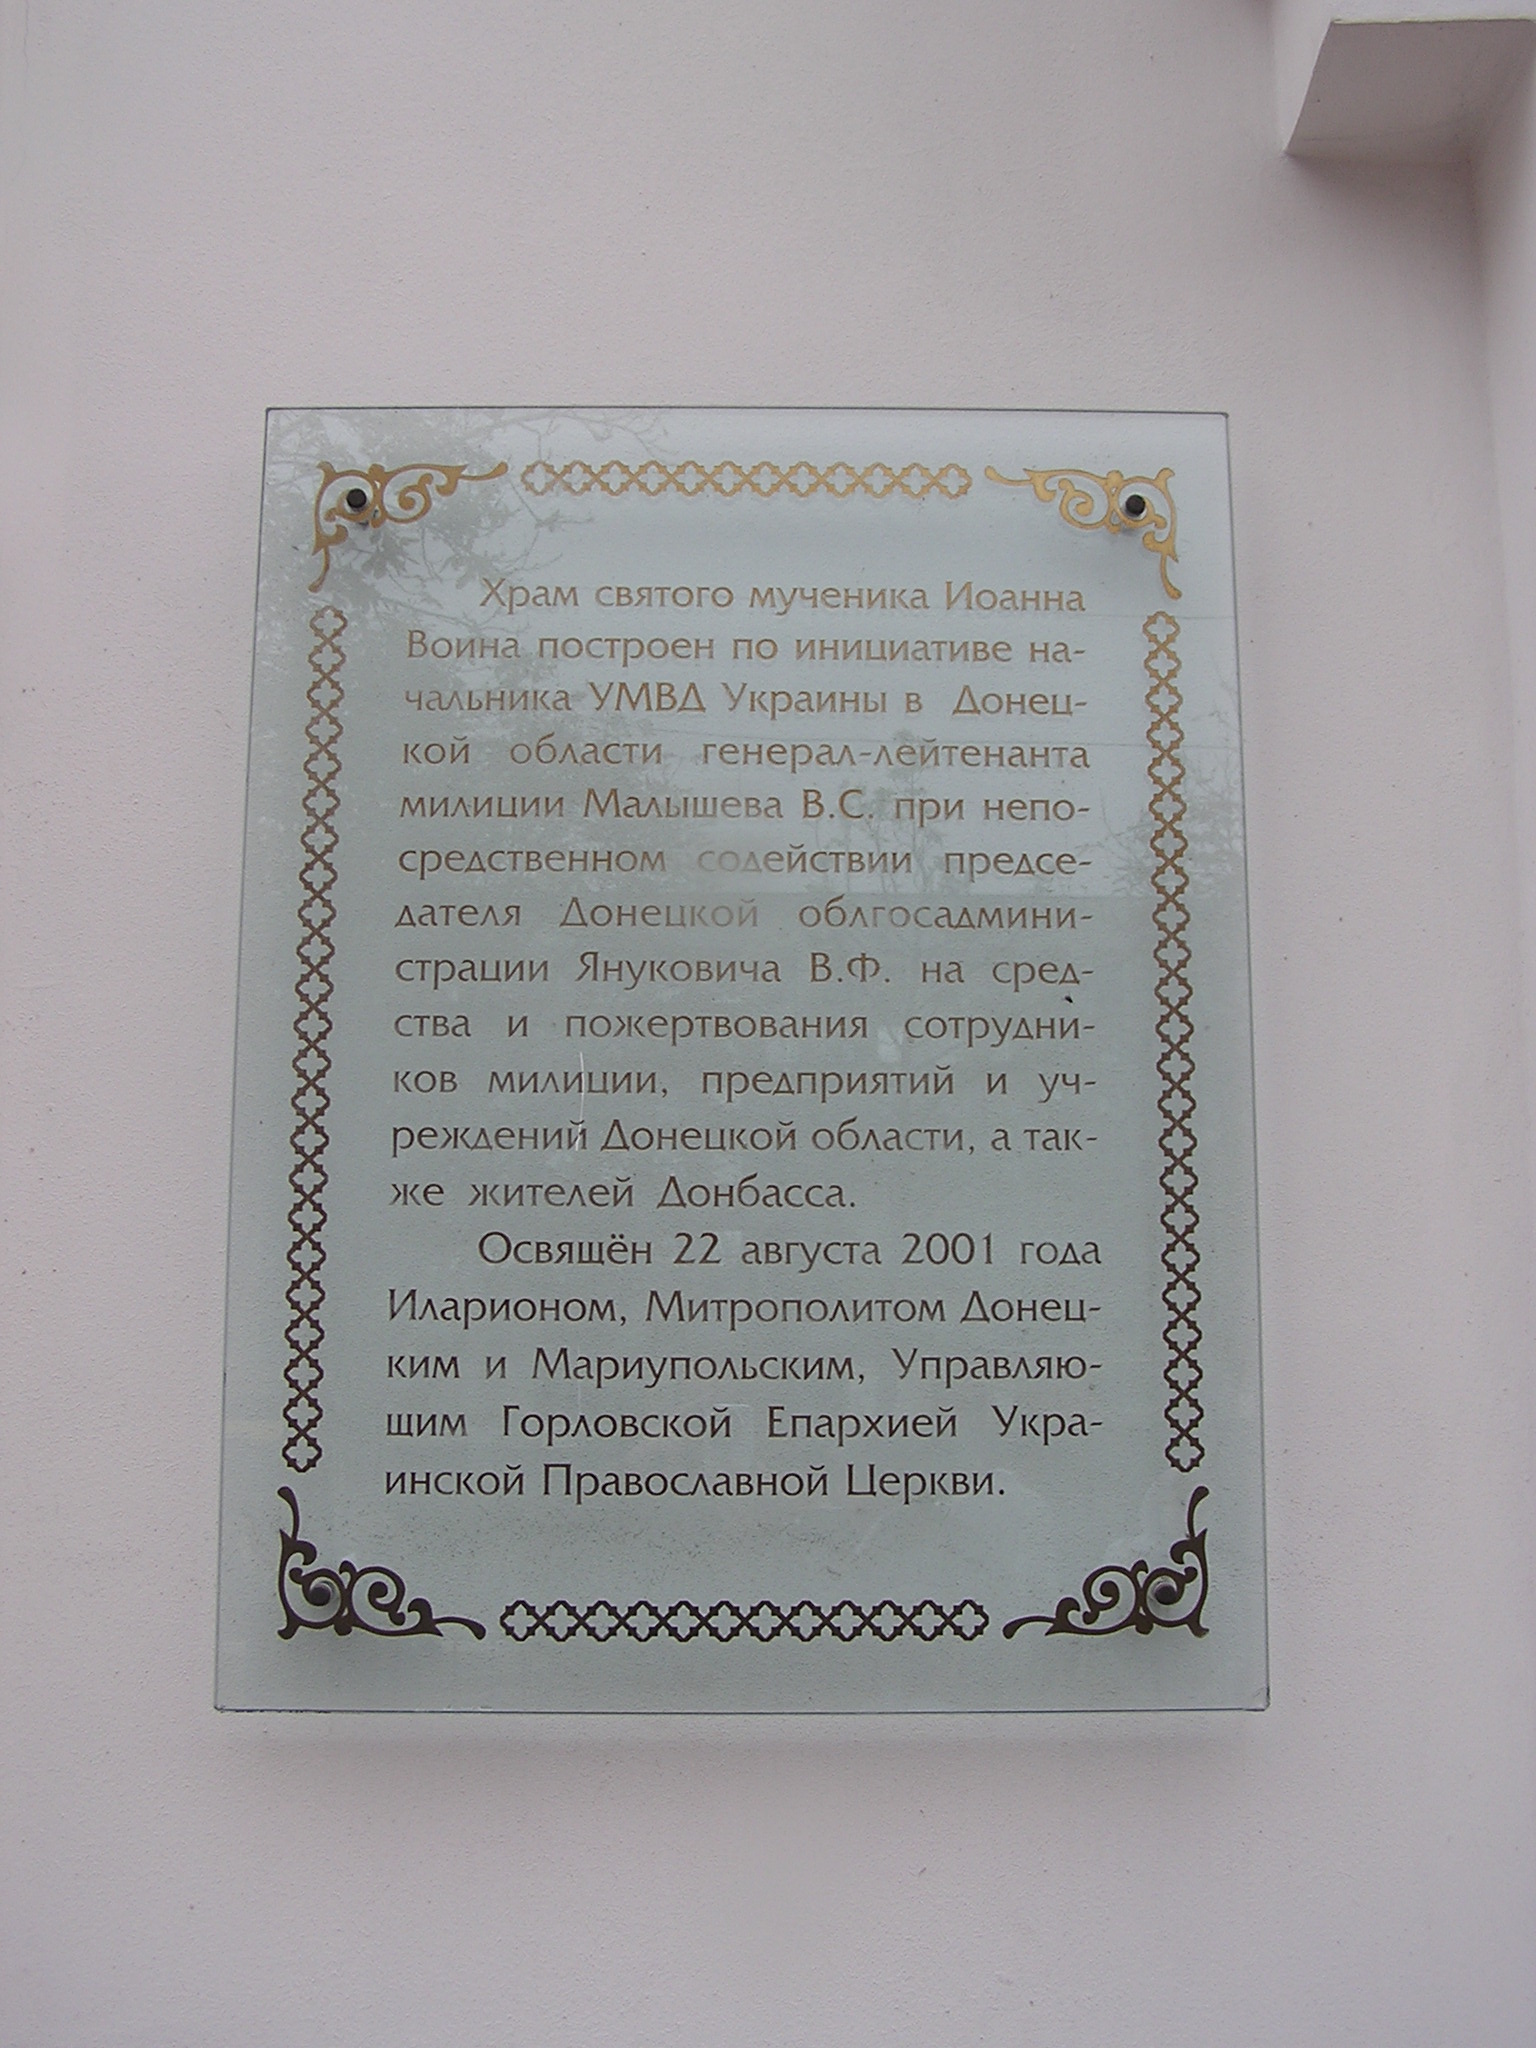 Храм святого мученика Иоанна
Воина построен по инициативе на-
чальника УМВД Украины в Донец-
кой области генерал-лейтенанта
милиции Малышева В.С. при непо-
средственном содействии предсе-
дателя Донецкой облгосадмини-
страции Януковича В.Ф. на сред-
ства и пожертвования сотрудни-
ков милиции, предприятий и уч-
реждений Донецкой области, а так-
же жителей Донбасса.
Освящён 22 августа 2001 года
Иларионом, Митрополитом Донец-
ким и Мариупольским, Управляю-
щим Горловской Епархией Укра-
инской Православной Церкви.